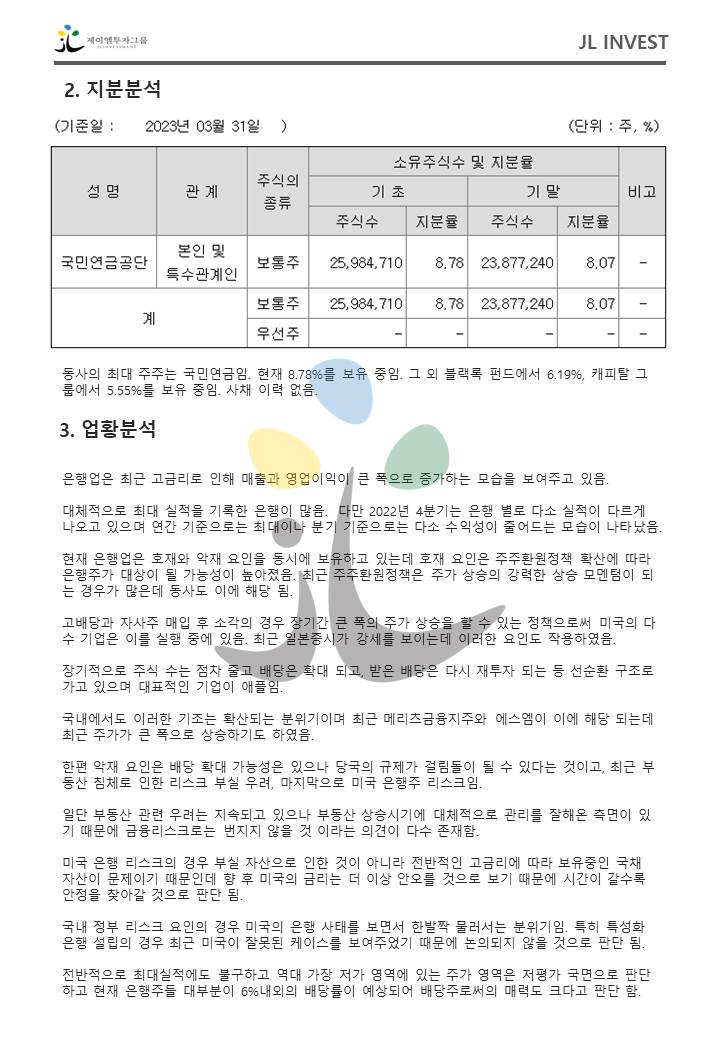 제이엘투자그룹
JLINVESTMENT
JL INVEST
2. 지분분석
(기준일 : 2023년 03월 31일 ) (단위 : 주, %)
성 명 관 계 주식의 종류 소유주식수 및 지분율 비고
기 초 기 말
주식수 지분율 주식수 지분율
국민연금공단 본인 및 특수관계인 보통주 25,984,710 8.78 23,877,240 8.07 -
계 보통주 25,984,710 8.78 23,877,240 8.07 -
우선주 - - - - -
동사의 최대 주주는 국민연금임. 현재 8.78%를 보유 중임. 그 외 블랙록 펀드에서 6.19%, 캐피탈 그
룹에서 5.55%를 보유 중임. 사채 이력 없음.
3. 업황분석
은행업은 최근 고금리로 인해 매출과 영업이익이 큰 폭으로 증가하는 모습을 보여주고 있음.
대체적으로 최대 실적을 기록한 은행이 많음. 다만 2022년 4분기는 은행 별로 다소 실적이 다르게
나오고 있으며 연간 기준으로는 최대이나 분기 기준으로는 다소 수익성이 줄어드는 모습이 나타났음.
현재 은행업은 호재와 악재 요인을 동시에 보유하고 있는데 호재 요인은 주주환원정책 확산에 따라
은행주가 대상이 될 가능성이 높아졌음. 최근 주주환원정책은 주가 상승의 강력한 상승 모멘텀이 되
는 경우가 많은데 동사도 이에 해당 됨.
고배당과 자사주 매입 후 소각의 경우 장기간 큰 폭의 주가 상승을 할 수 있는 정책으로써 미국의 다
수 기업은 이를 실행 중에 있음. 최근 일본증시가 강세를 보이는데 이러한 요인도 작용하였음.
장기적으로 주식 수는 점차 줄고 배당은 확대 되고, 받은 배당은 다시 재투자 되는 등 선순환 구조로
가고 있으며 대표적인 기업이 애플임.
국내에서도 이러한 기조는 확산되는 분위기이며 최근 메리츠금융지주와 에스엠이 이에 해당 되는데
최근 주가가 큰 폭으로 상승하기도 하였음.
한편 악재 요인은 배당 확대 가능성은 있으나 당국의 규제가 걸림돌이 될 수 있다는 것이고, 최근 부
동산 침체로 인한 리스크 부실 우려, 마지막으로 미국 은행주 리스크임.
일단 부동산 관련 우려는 지속되고 있으나 부동산 상승시기에 대체적으로 관리를 잘해온 측면이 있
기 때문에 금융리스크로는 번지지 않을 것 이라는 의견이 다수 존재함.
미국 은행 리스크의 경우 부실 자산으로 인한 것이 아니라 전반적인 고금리에 따라 보유중인 국채
자산이 문제이기 때문인데 향 후 미국의 금리는 더 이상 안오를 것으로 보기 때문에 시간이 갈수록
안정을 찾아갈 것으로 판단 됨.
국내 정부 리스크 요인의 경우 미국의 은행 사태를 보면서 한발짝 물러서는 분위기임. 특히 특성화
은행 설립의 경우 최근 미국이 잘못된 케이스를 보여주었기 때문에 논의되지 않을 것으로 판단 됨.
전반적으로 최대실적에도 불구하고 역대 가장 저가 영역에 있는 주가 영역은 저평가 국면으로 판단
하고 현재 은행주들 대부분이 6%내외의 배당률이 예상되어 배당주로써의 매력도 크다고 판단 함.